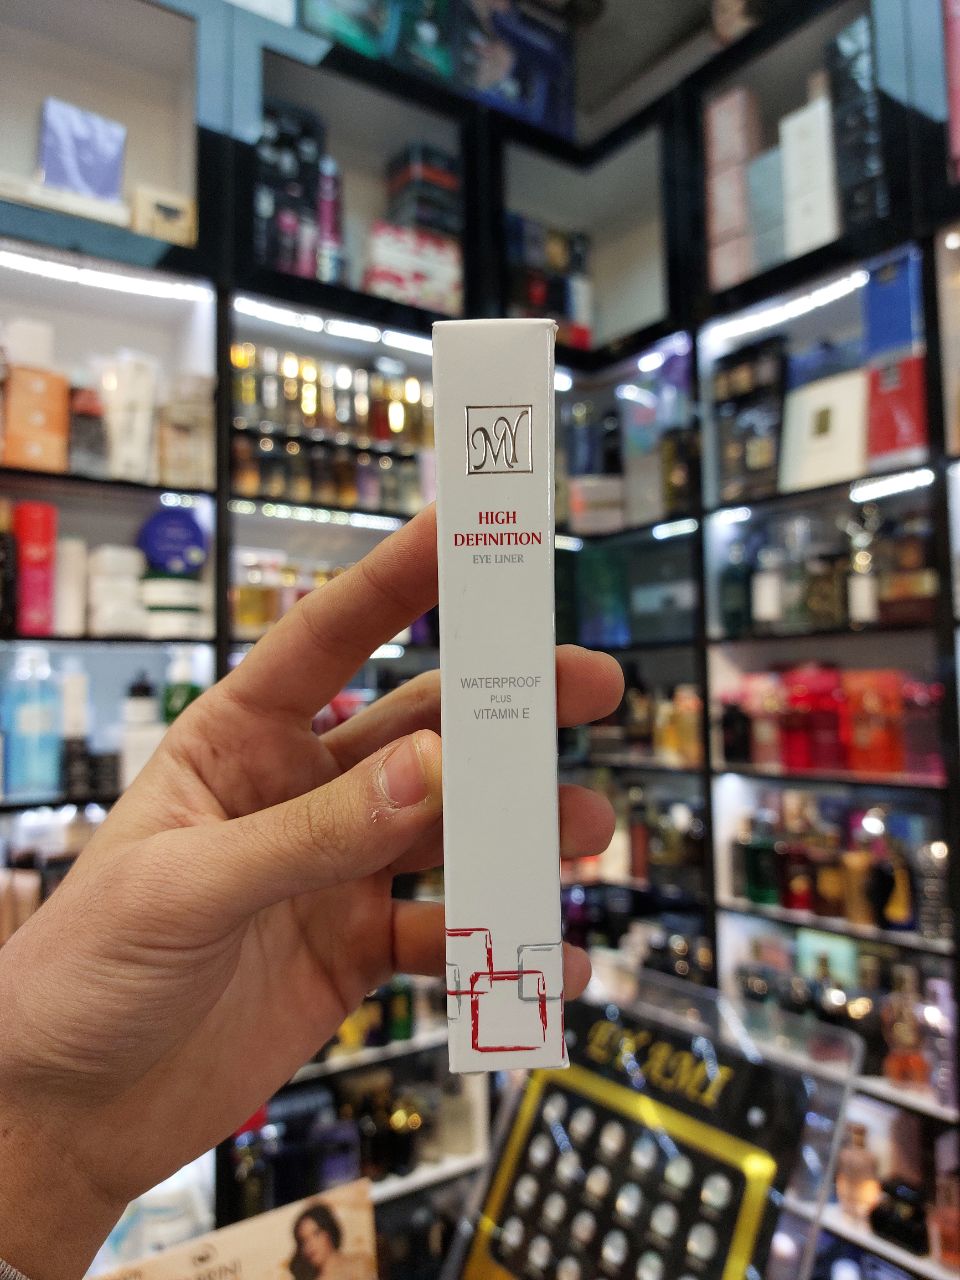 MY
HIGH
DEFINITION
EYE LINER
WATERPROOF
PLUS
VITAMIN E